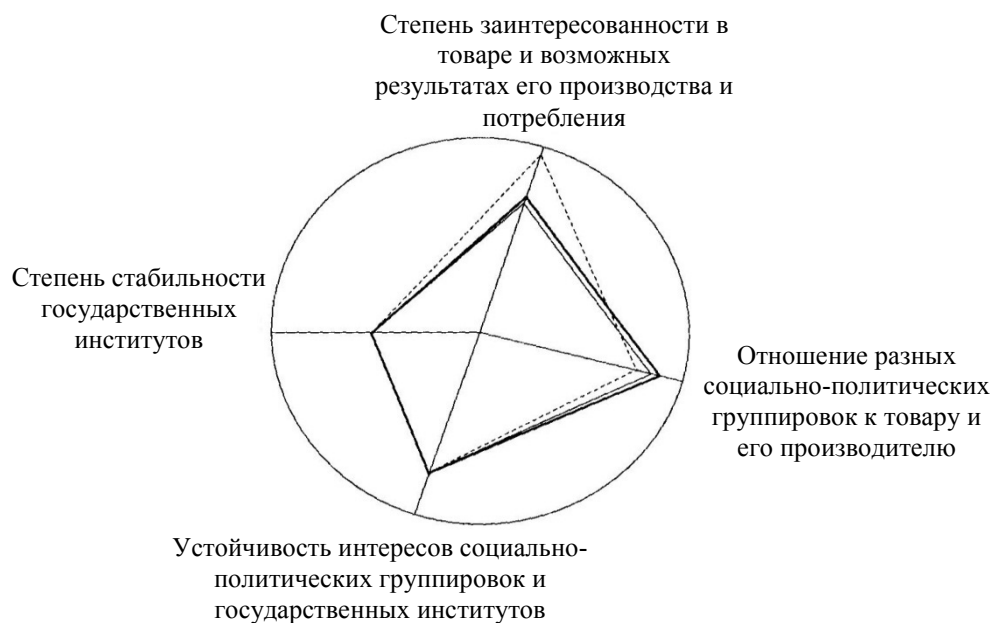 Степень заинтересованности в
товаре и возможных
результатах его производства и
потребления
Степень стабильности
государственных
институтов
Отношение разных
социально-политических
группировок к товару и
его производителю
Устойчивость интересов социально-
политических группировок и
государственных институтов